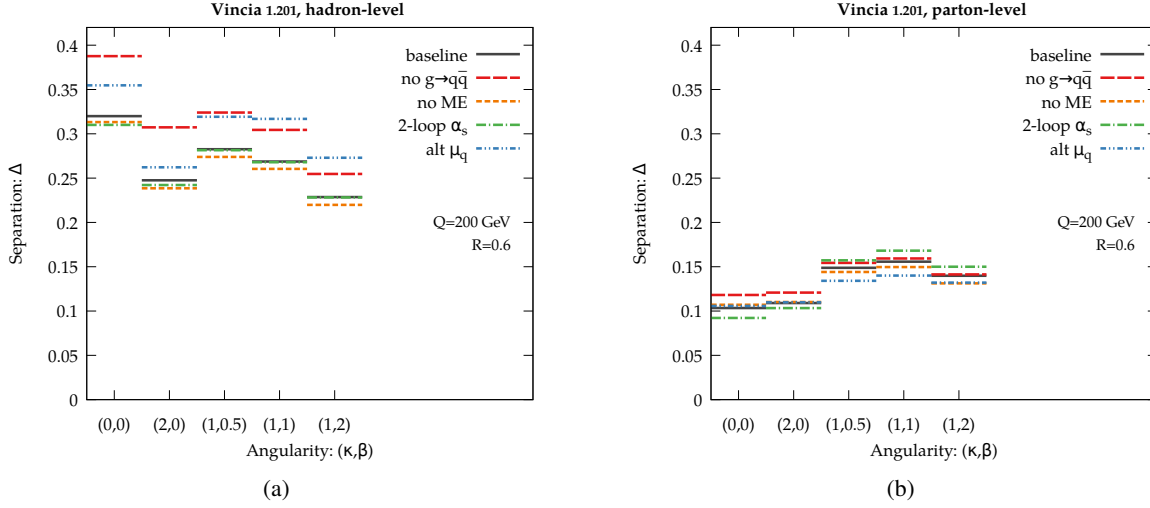 Vincia 1.201, hadron-level
Separation: Δ
0.4
0.35
0.3
0.25
0.2
0.15
0.1
0.05
0
baseline
no g→qq̅
no ME
2-loop αs
alt μq
Q=200 GeV
R=0.6
(0,0) (2,0) (1,0.5) (1,1) (1,2)
Angularity: (κ,β)
(a)
Vincia 1.201, parton-level
Separation: Δ
0.4
0.35
0.3
0.25
0.2
0.15
0.1
0.05
0
baseline
no g→qq̅
no ME
2-loop αs
alt μq
Q=200 GeV
R=0.6
(0,0) (2,0) (1,0.5) (1,1) (1,2)
Angularity: (κ,β)
(b)